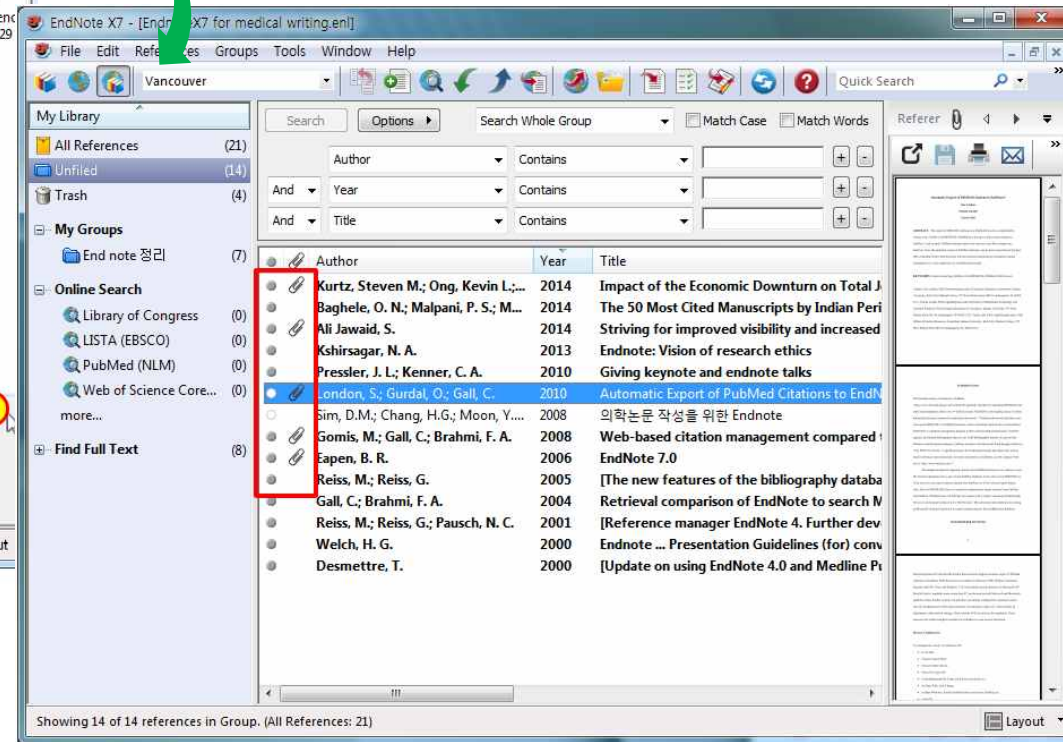 EndNote X7 - [EndNoteX7 for medical writing.enl]
File Edit References Groups Tools Window Help
Vancouver
Quick Search
My Library
All References (21)
Unfiled (14)
Trash (4)
My Groups
End note 정리 (7)
Online Search
Library of Congress (0)
LISTA (EBSCO) (0)
PubMed (NLM) (0)
Web of Science Core... (0)
more...
Find Full Text (8)
Search Options Search Whole Group Match Case Match Words
Author Contains
And Year Contains
And Title Contains
Author Year Title
Kurtz, Steven M.; Ong, Kevin L.;... 2014 Impact of the Economic Downturn on Total J
Baghele, O. N.; Malpani, P. S.; M... 2014 The 50 Most Cited Manuscripts by Indian Peri
Ali Jawaid, S. 2014 Striving for improved visibility and increased
Kshirsagar, N. A. 2013 Endnote: Vision of research ethics
Pressler, J. L.; Kenner, C. A. 2010 Giving keynote and endnote talks
London, S.; Gurdal, O.; Gall, C. 2010 Automatic Export of PubMed Citations to EndN
Sim, D.M.; Chang, H.G.; Moon, Y.... 2008 의학논문 작성을 위한 Endnote
Gomis, M.; Gall, C.; Brahmi, F. A. 2008 Web-based citation management compared
Eapen, B. R. 2006 EndNote 7.0
Reiss, M.; Reiss, G. 2005 [The new features of the bibliography databa
Gall, C.; Brahmi, F. A. 2004 Retrieval comparison of EndNote to search M
Reiss, M.; Reiss, G.; Pausch, N. C. 2001 [Reference manager EndNote 4. Further dev
Welch, H. G. 2000 Endnote ... Presentation Guidelines (for) conv
Desmettre, T. 2000 [Update on using EndNote 4.0 and Medline Pu
Referer
Showing 14 of 14 references in Group. (All References: 21)
Layout